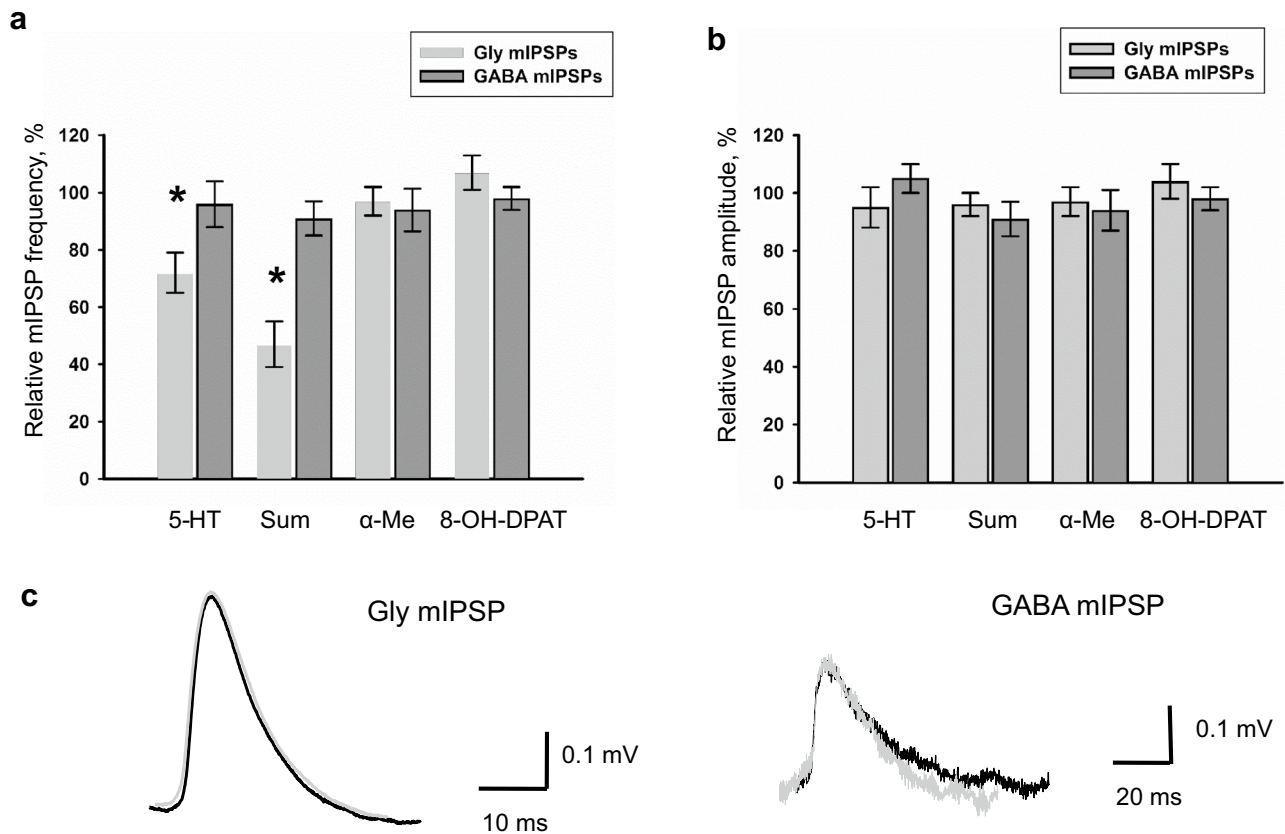 a
Gly mIPSPs
GABA mIPSPs
Relative mIPSP frequency, %
120
100
80
60
40
20
0
*
*
5-HT Sum α-Me 8-OH-DPAT
b
Gly mIPSPs
GABA mIPSPs
Relative mIPSP amplitude, %
120
100
80
60
40
20
0
5-HT Sum α-Me 8-OH-DPAT
c
Gly mIPSP
0.1 mV
10 ms
GABA mIPSP
0.1 mV
20 ms